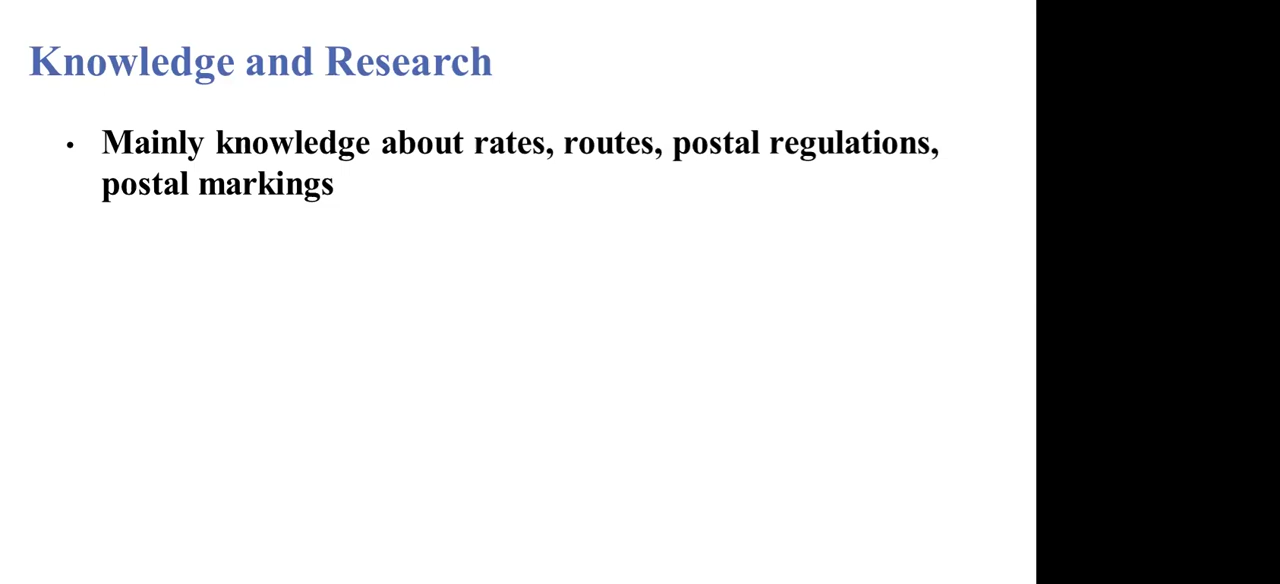 Knowledge and Research
• Mainly knowledge about rates, routes, postal regulations,
postal markings